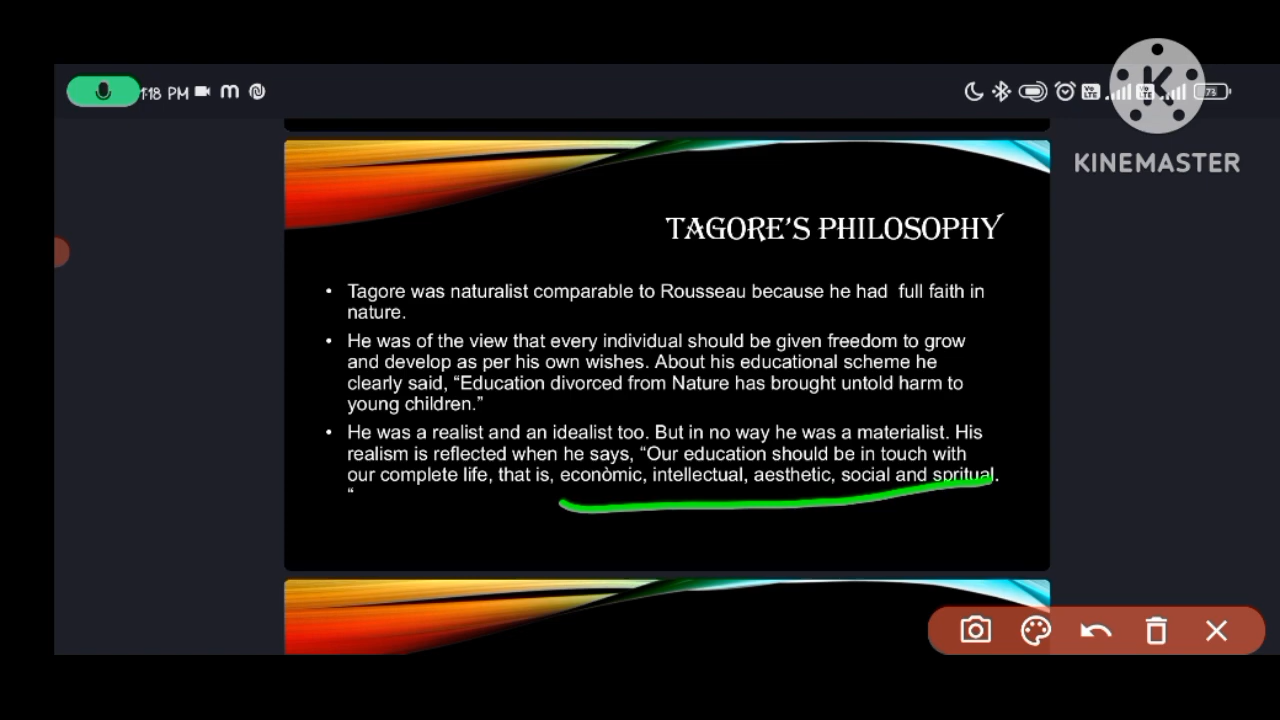 1:18 PM
73
KINEMASTER
TAGORE'S PHILOSOPHY
• Tagore was naturalist comparable to Rousseau because he had full faith in
nature.
• He was of the view that every individual should be given freedom to grow
and develop as per his own wishes. About his educational scheme he
clearly said, “Education divorced from Nature has brought untold harm to
young children.”
• He was a realist and an idealist too. But in no way he was a materialist. His
realism is reflected when he says, “Our education should be in touch with
our complete life, that is, econòmic, intellectual, aesthetic, social and spritual.
“